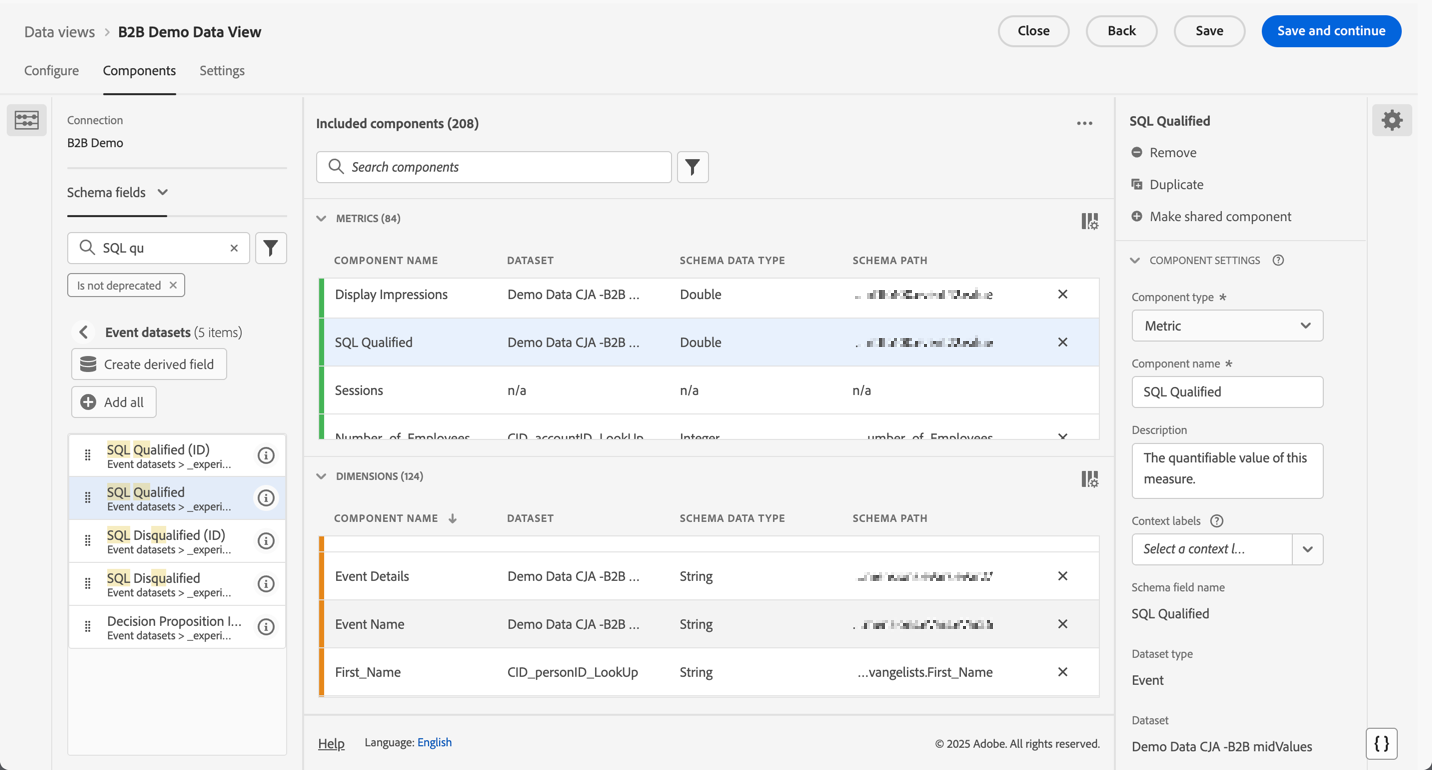 Data views > B2B Demo Data View
Close
Back
Save
Save and continue
Configure
Components
Settings
Connection
B2B Demo
Schema fields
SQL qu
Is not deprecated
Event datasets (5 items)
Create derived field
Add all
SQL Qualified (ID)
Event datasets > _experi...
SQL Qualified
Event datasets > _experi...
SQL Disqualified (ID)
Event datasets > _experi...
SQL Disqualified
Event datasets > _experi...
Decision Proposition I...
Event datasets > _experi...
Included components (208)
Search components
METRICS (84)
COMPONENT NAME DATASET SCHEMA DATA TYPE SCHEMA PATH
Display Impressions Demo Data CJA -B2B ... Double
SQL Qualified Demo Data CJA -B2B ... Double
Sessions n/a n/a n/a
Number_of_Employees CID_accountID_LookUp Integer ...umber_of_Employees
DIMENSIONS (124)
COMPONENT NAME DATASET SCHEMA DATA TYPE SCHEMA PATH
Event Details Demo Data CJA -B2B ... String
Event Name Demo Data CJA -B2B ... String
First_Name CID_personID_LookUp String ...vangelists.First_Name
Help
Language: English
© 2025 Adobe. All rights reserved.
SQL Qualified
Remove
Duplicate
Make shared component
COMPONENT SETTINGS
Component type *
Metric
Component name *
SQL Qualified
Description
The quantifiable value of this
measure.
Context labels
Select a context l...
Schema field name
SQL Qualified
Dataset type
Event
Dataset
Demo Data CJA -B2B midValues
{ }